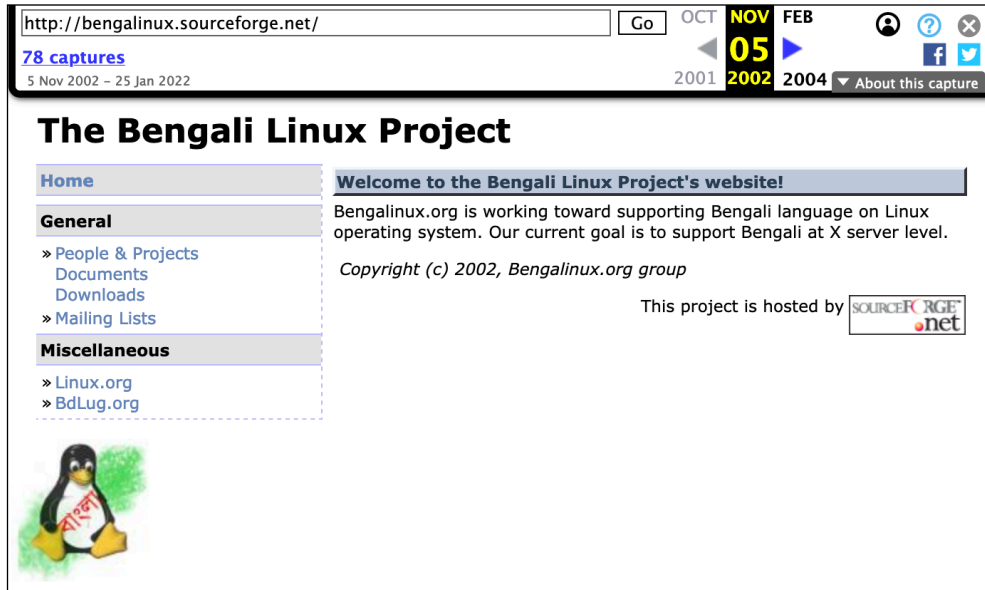 http://bengalinux.sourceforge.net/
Go
OCT NOV FEB
05
2001 2002 2004
78 captures
5 Nov 2002 – 25 Jan 2022
▼ About this capture
The Bengali Linux Project
Home
General
» People & Projects
Documents
Downloads
» Mailing Lists
Miscellaneous
» Linux.org
» BdLug.org
Welcome to the Bengali Linux Project's website!
Bengalinux.org is working toward supporting Bengali language on Linux
operating system. Our current goal is to support Bengali at X server level.
Copyright (c) 2002, Bengalinux.org group
This project is hosted by SOURCEFORGE™
.net
বাংলা